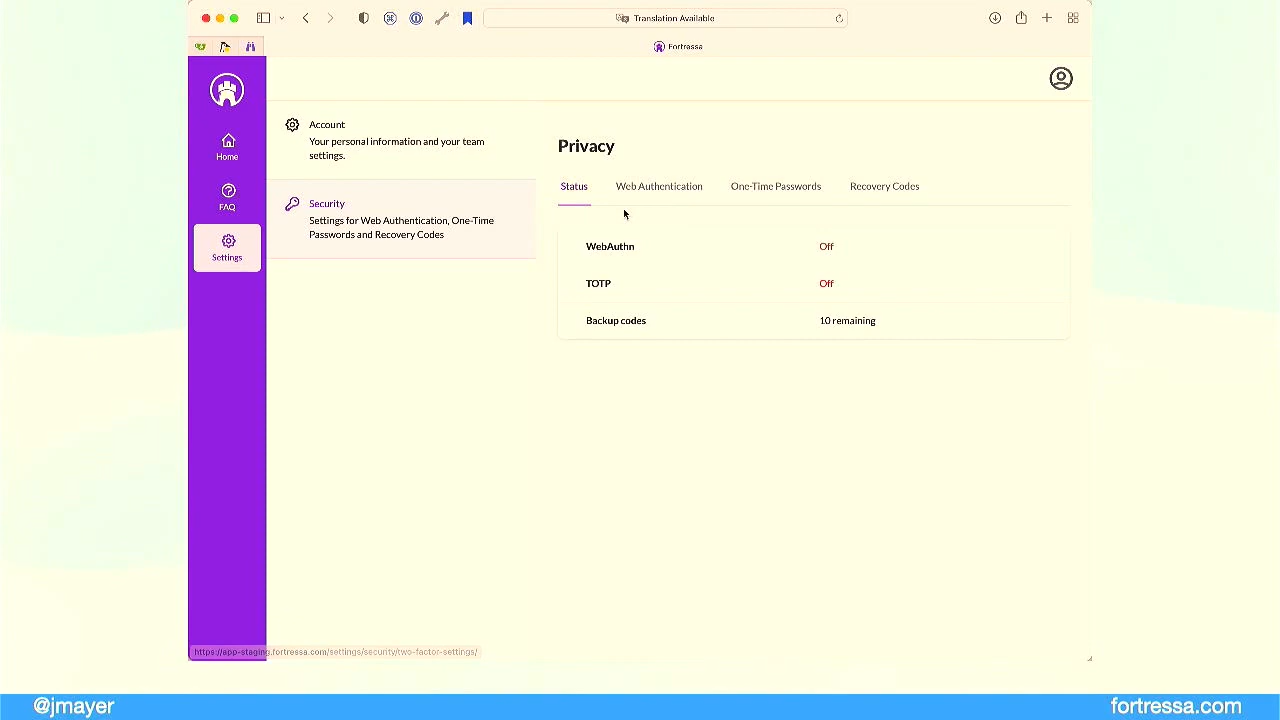 Translation Available
Fortressa
Home
FAQ
Settings
Account
Your personal information and your team
settings.
Security
Settings for Web Authentication, One-Time
Passwords and Recovery Codes
Privacy
Status Web Authentication One-Time Passwords Recovery Codes
WebAuthn Off
TOTP Off
Backup codes 10 remaining
https://app-staging.fortressa.com/settings/security/two-factor-settings/
@jmayer fortressa.com